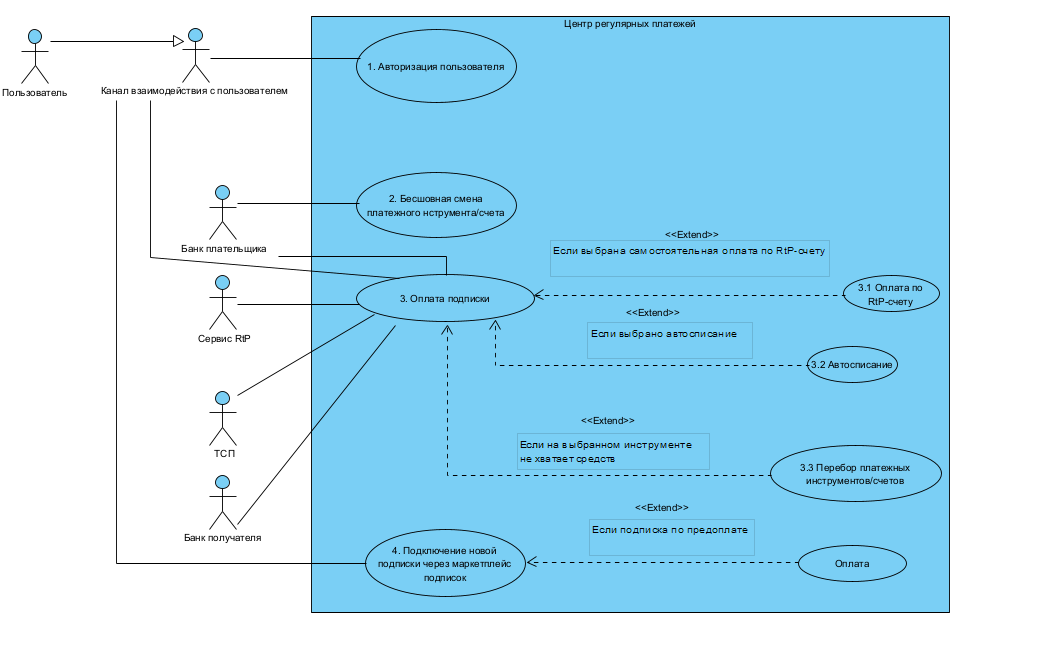 Центр регулярных платежей
Пользователь
Канал взаимодействия с пользователем
1. Авторизация пользователя
2. Бесшовная смена
платежного нструмента/счета
Банк плательщика
<<Extend>>
Если выбрана самостоятельная оплата по RtP-счету
3. Оплата подписки
3.1 Оплата по
RtP-счету
<<Extend>>
Если выбрано автосписание
Сервис RtP
3.2 Автосписание
<<Extend>>
Если на выбранном инструменте
не хватает средств
ТСП
3.3 Перебор платежных
инструментов/счетов
<<Extend>>
Если подписка по предоплате
Банк получателя
4. Подключение новой
подписки через маркетплейс
подписок
Оплата